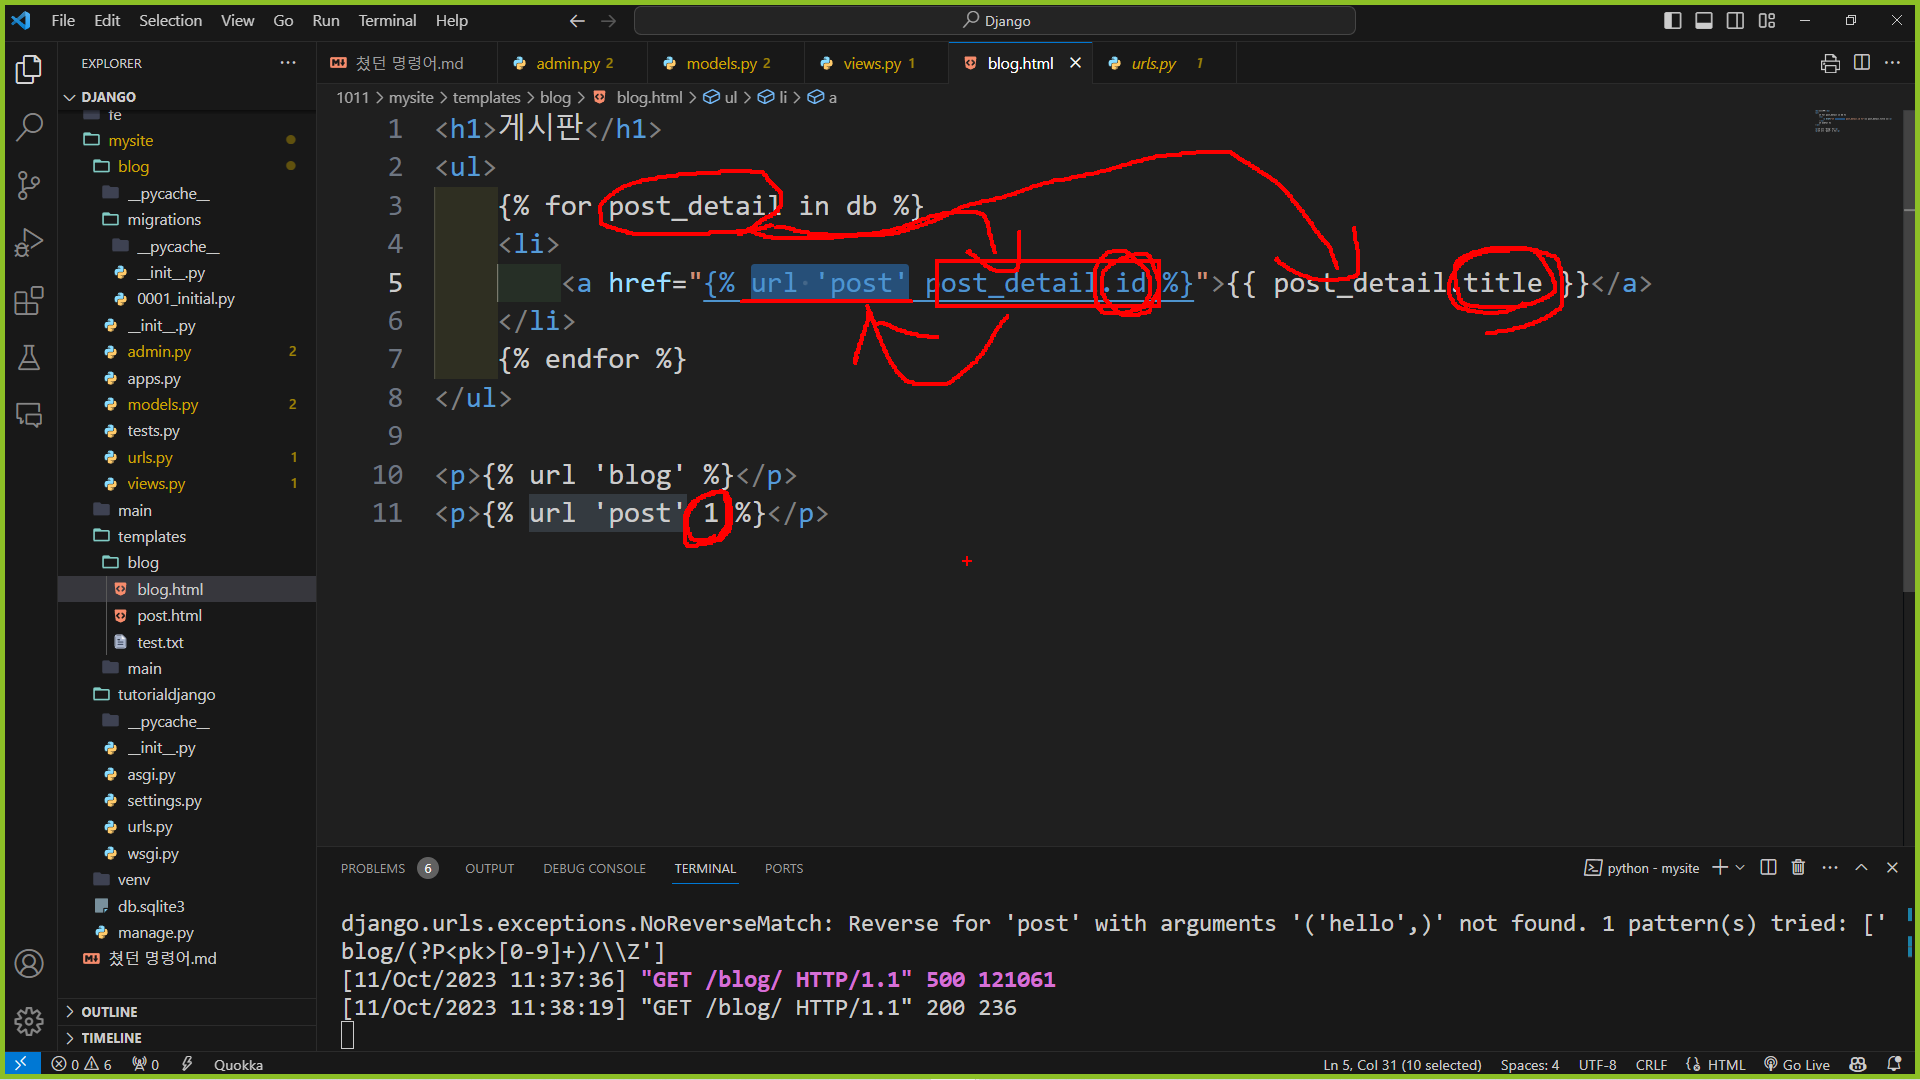 File Edit Selection View Go Run Terminal Help
Django
EXPLORER
DJANGO
fe
mysite
blog
__pycache__
migrations
__pycache__
__init__.py
0001_initial.py
__init__.py
admin.py 2
apps.py
models.py 2
tests.py
urls.py 1
views.py 1
main
templates
blog
blog.html
post.html
test.txt
main
tutorialdjango
__pycache__
__init__.py
asgi.py
settings.py
urls.py
wsgi.py
venv
db.sqlite3
manage.py
쳤던 명령어.md
OUTLINE
TIMELINE
쳤던 명령어.md admin.py 2 models.py 2 views.py 1 blog.html urls.py 1
1011 > mysite > templates > blog > blog.html > ul > li > a
1 <h1>게시판</h1>
2 <ul>
3 {% for post_detail in db %}
4 <li>
5 <a href="{% url 'post' post_detail.id %}">{{ post_detail.title }}</a>
6 </li>
7 {% endfor %}
8 </ul>
9
10 <p>{% url 'blog' %}</p>
11 <p>{% url 'post' 1 %}</p>
PROBLEMS 6 OUTPUT DEBUG CONSOLE TERMINAL PORTS
python - mysite
django.urls.exceptions.NoReverseMatch: Reverse for 'post' with arguments '('hello',)' not found. 1 pattern(s) tried: ['
blog/(?P<pk>[0-9]+)/\\Z']
[11/Oct/2023 11:37:36] "GET /blog/ HTTP/1.1" 500 121061
[11/Oct/2023 11:38:19] "GET /blog/ HTTP/1.1" 200 236
0 6 0 Quokka
Ln 5, Col 31 (10 selected) Spaces: 4 UTF-8 CRLF HTML Go Live